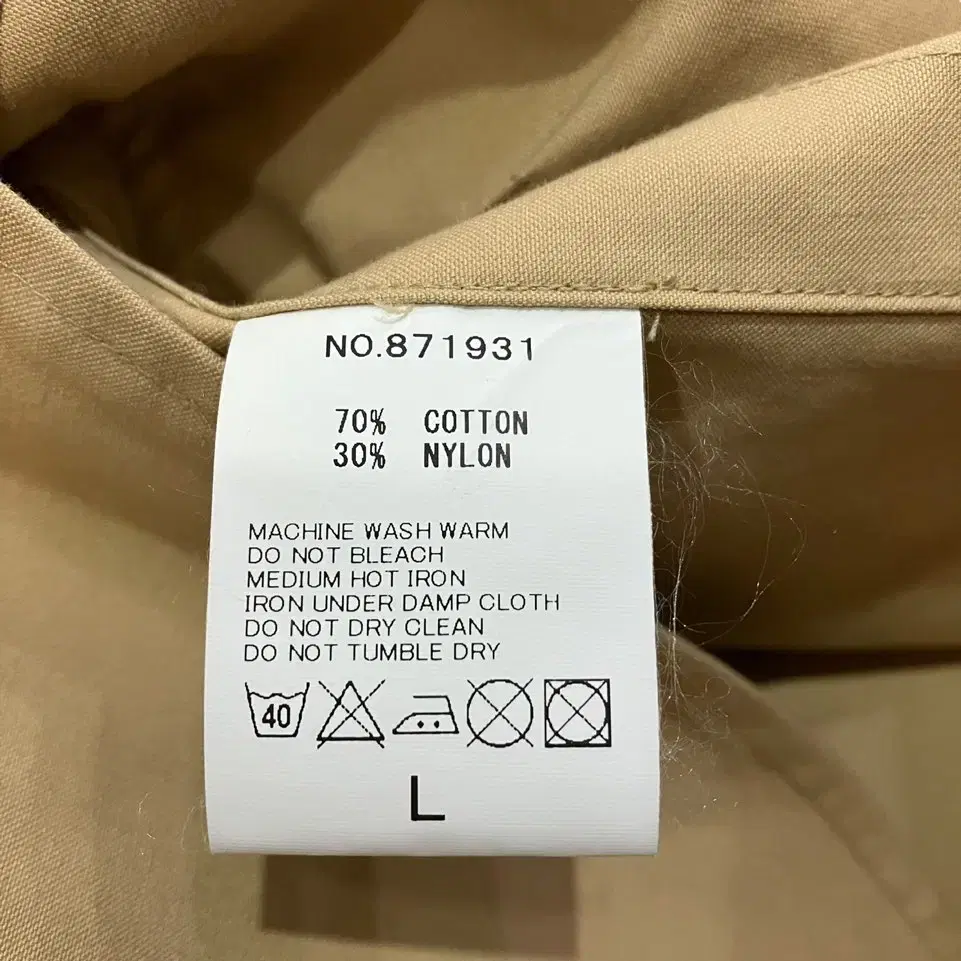 NO.871931
70% COTTON
30% NYLON
MACHINE WASH WARM
DO NOT BLEACH
MEDIUM HOT IRON
IRON UNDER DAMP CLOTH
DO NOT DRY CLEAN
DO NOT TUMBLE DRY
40
L